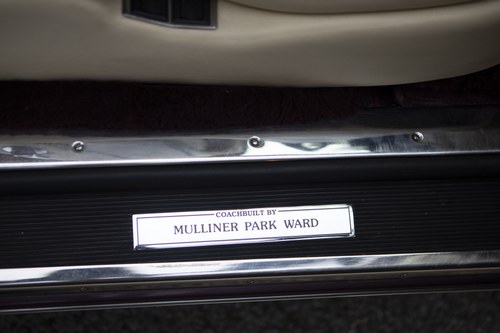 COACHBUILT BY
MULLINER PARK WARD